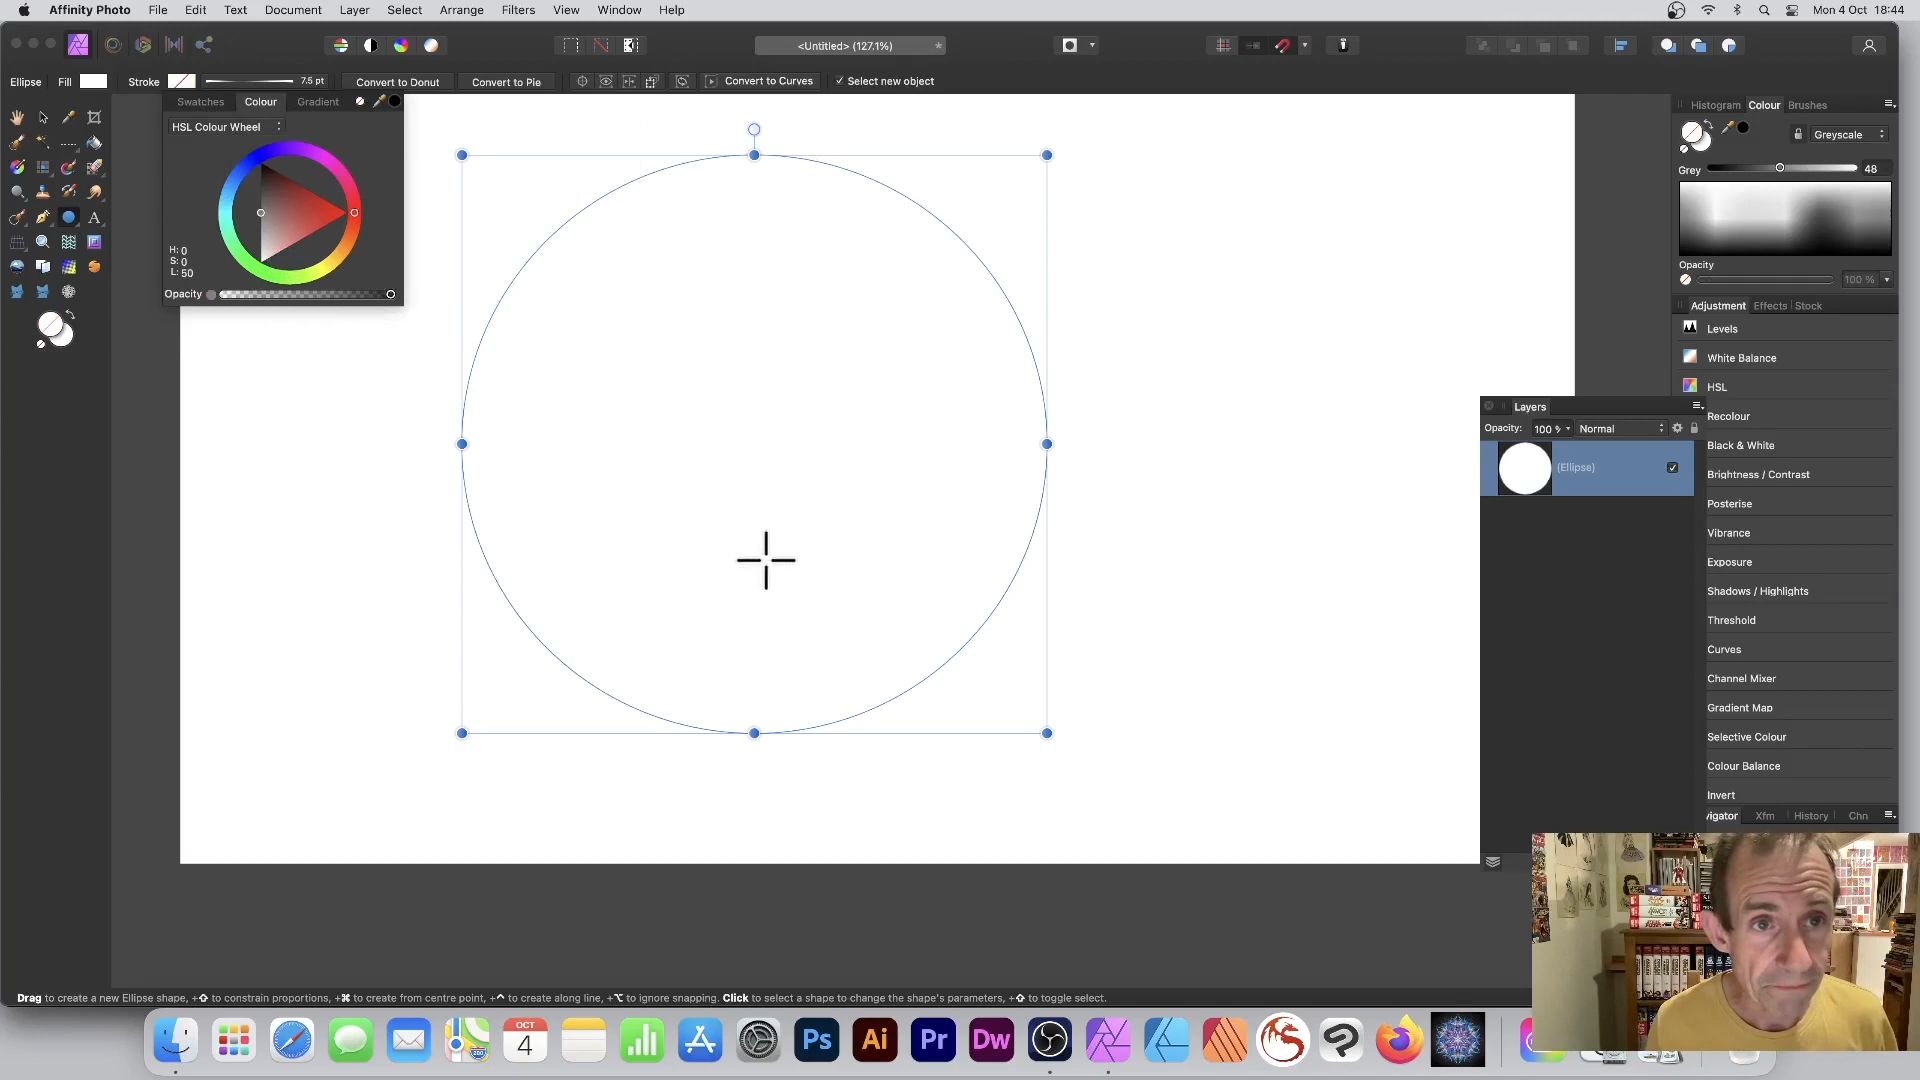 Affinity Photo File Edit Text Document Layer Select Arrange Filters View Window Help Mon 4 Oct 18:44
<Untitled> (127.1%) *
Ellipse Fill Stroke 7.5 pt Convert to Donut Convert to Pie Convert to Curves Select new object
Swatches Colour Gradient
HSL Colour Wheel
H: 0
S: 0
L: 50
Opacity
Histogram Colour Brushes
Greyscale
Grey 48
Opacity
100 %
Adjustment Effects Stock
Levels
White Balance
HSL
Recolour
Black & White
Brightness / Contrast
Posterise
Vibrance
Exposure
Shadows / Highlights
Threshold
Curves
Channel Mixer
Gradient Map
Selective Colour
Colour Balance
Invert
Layers
Opacity: 100 % Normal
(Ellipse)
vigator Xfm History Chn
Drag to create a new Ellipse shape, +⇧ to constrain proportions, +⌘ to create from centre point, +^ to create along line, +⌥ to ignore snapping. Click to select a shape to change the shape's parameters, +⇧ to toggle select.
OCT
4
280
A
Ps
Ai
Pr
Dw